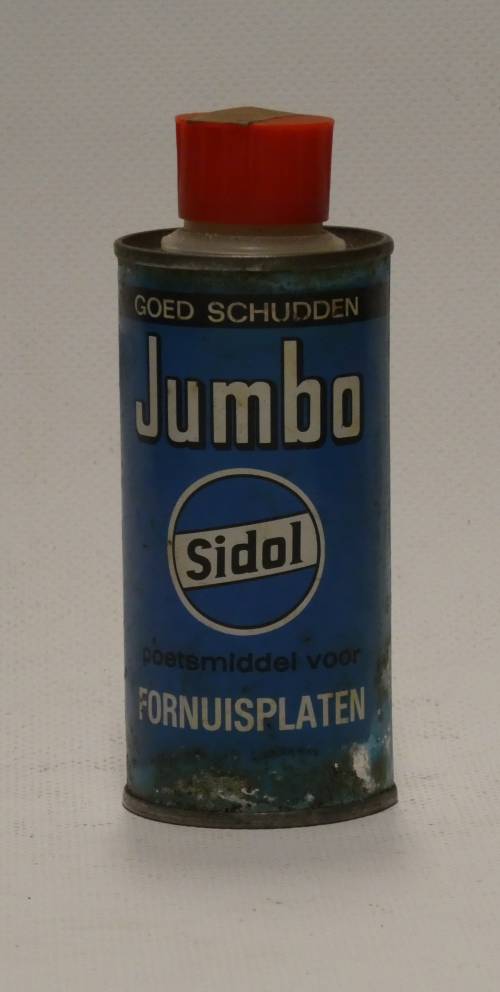 GOED SCHUDDEN
Jumbo
Sidol
poetsmiddel voor
FORNUISPLATEN